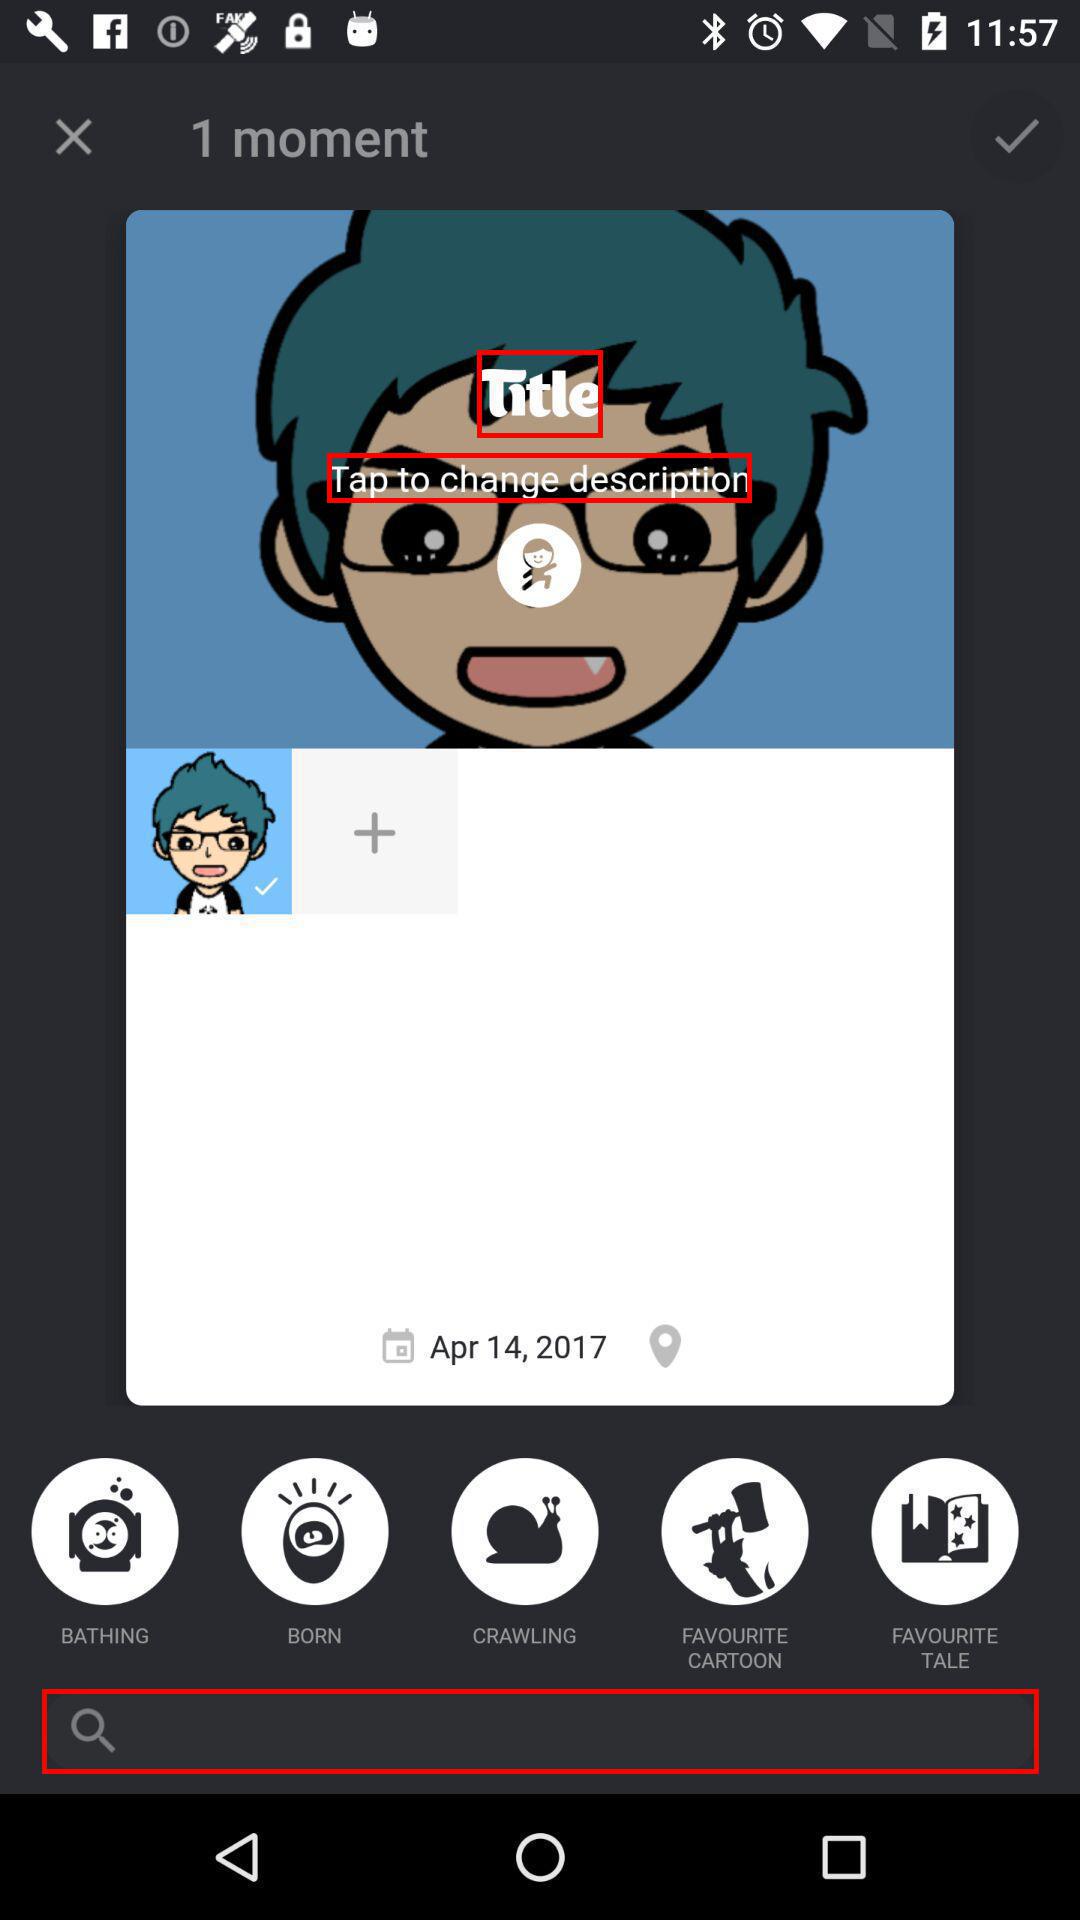 FAKE
11:57
1 moment
Title
Tap to change description
Apr 14, 2017
BATHING
BORN
CRAWLING
FAVOURITE
CARTOON
FAVOURITE
TALE